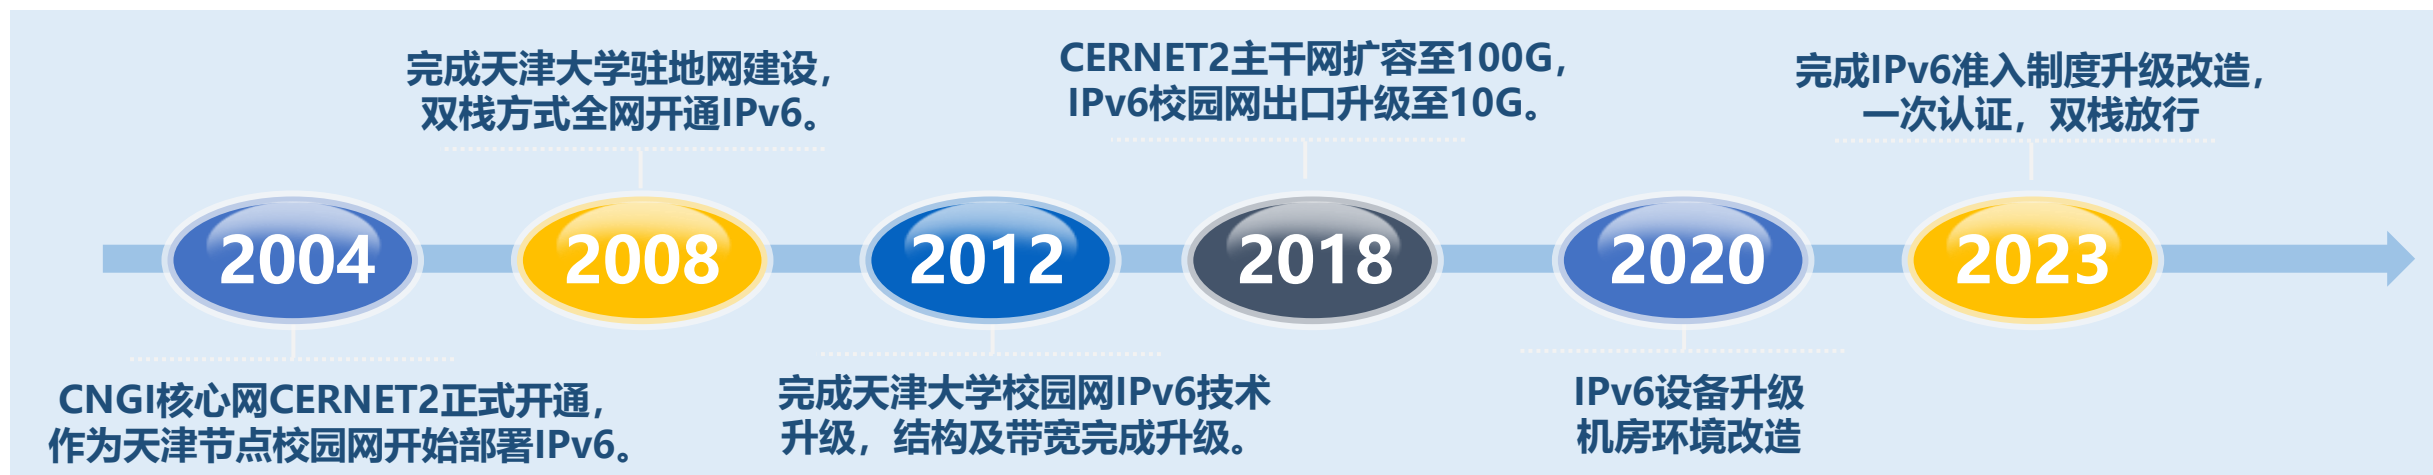 完成天津大学驻地网建设，
双栈方式全网开通IPv6。
CERNET2主干网扩容至100G，
IPv6校园网出口升级至10G。
完成IPv6准入制度升级改造，
一次认证，双栈放行
2004
2008
2012
2018
2020
2023
CNGI核心网CERNET2正式开通，
作为天津节点校园网开始部署IPv6。
完成天津大学校园网IPv6技术
升级，结构及带宽完成升级。
IPv6设备升级
机房环境改造